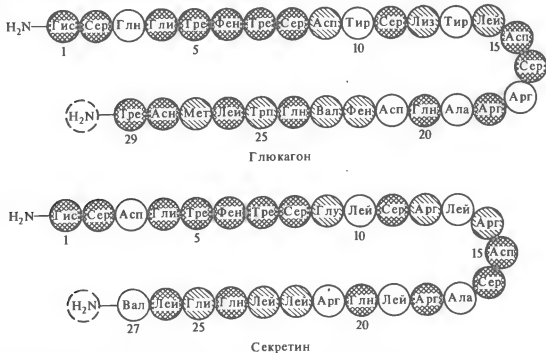 H₂N Гис Сер Глн Гли Тре Фен Тре Сер Асп Тир Сер Лиз Тир Лей
1 5 10 15 Асп
Сер
Арг
H₂N Тре Асн Мет Лей Трп Глн Вал Фен Асп Глн Ала Арг
29 25 20
Глюкагон
H₂N Гис Сер Асп Гли Тре Фен Тре Сер Глу Лей Сер Арг Лей
1 5 10 Арг
15 Асп
Сер
H₂N Вал Лей Гли Глн Лей Лей Арг Глн Лей Арг Ала
27 25 20
Секретин